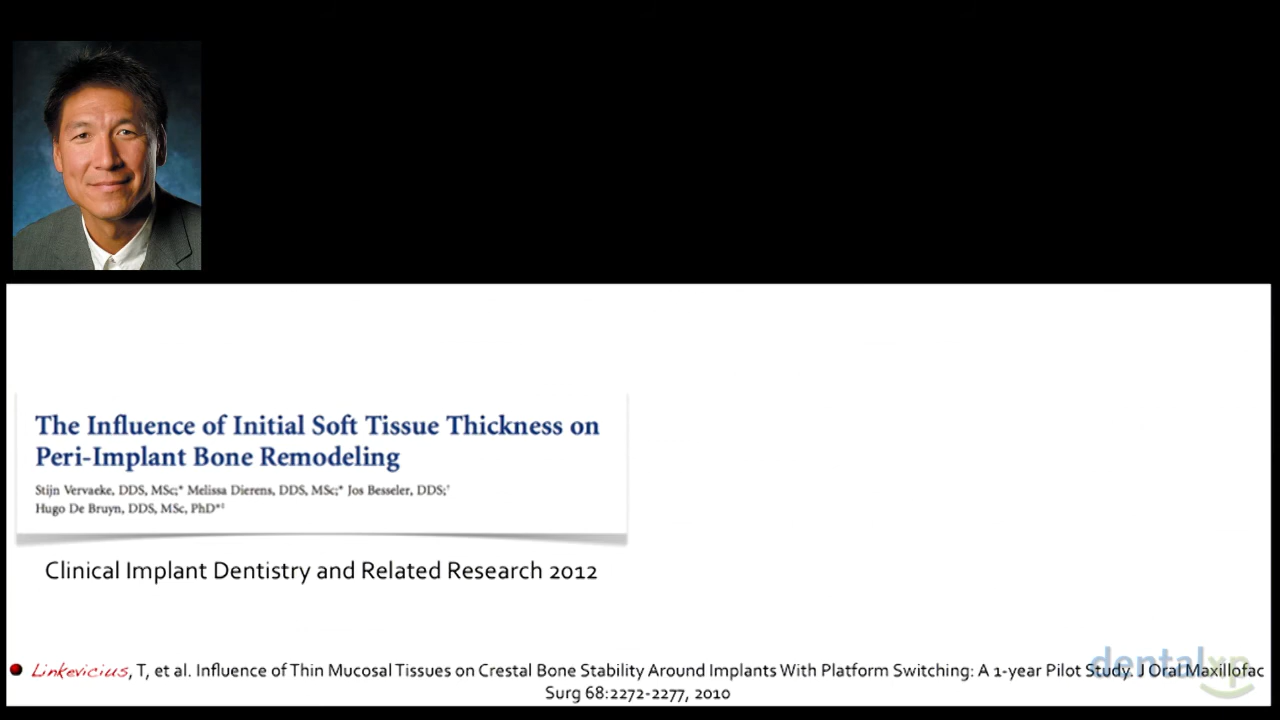 The Influence of Initial Soft Tissue Thickness on
Peri-Implant Bone Remodeling
Stijn Vervaeke, DDS, MSc;* Melissa Dierens, DDS, MSc;* Jos Besseler, DDS;†
Hugo De Bruyn, DDS, MSc, PhD*‡
Clinical Implant Dentistry and Related Research 2012
dentalxp
Linkevicius, T, et al. Influence of Thin Mucosal Tissues on Crestal Bone Stability Around Implants With Platform Switching: A 1-year Pilot Study. J Oral Maxillofac
Surg 68:2272-2277, 2010